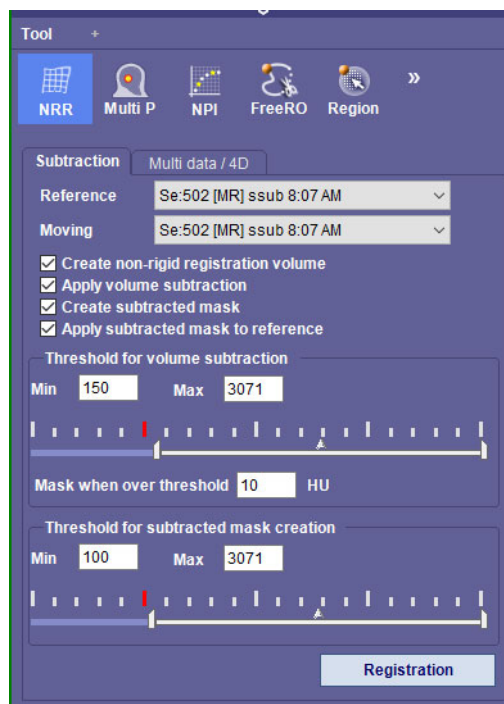 Tool +
NRR Multi P NPI FreeRO Region »
Subtraction Multi data / 4D
Reference Se:502 [MR] ssub 8:07 AM
Moving Se:502 [MR] ssub 8:07 AM
Create non-rigid registration volume
Apply volume subtraction
Create subtracted mask
Apply subtracted mask to reference
Threshold for volume subtraction
Min 150 Max 3071
Mask when over threshold 10 HU
Threshold for subtracted mask creation
Min 100 Max 3071
Registration